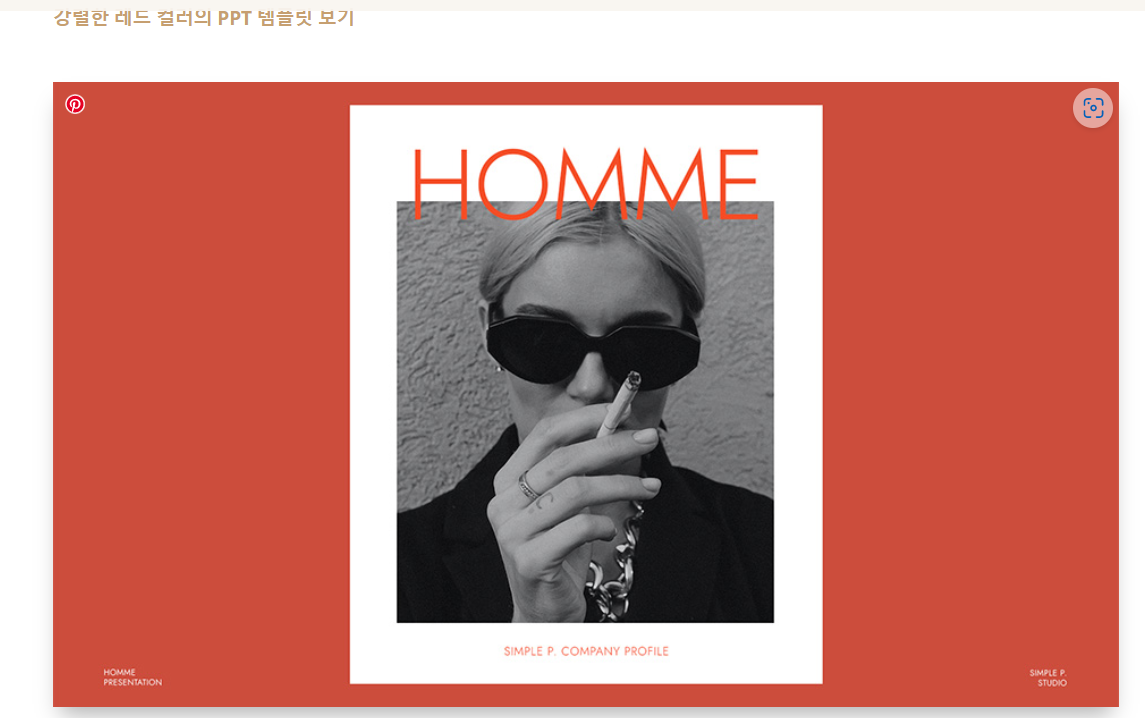 강렬한 레드 컬러의 PPT 템플릿 보기
HOMME
SIMPLE P. COMPANY PROFILE
HOMME
PRESENTATION
SIMPLE P.
STUDIO